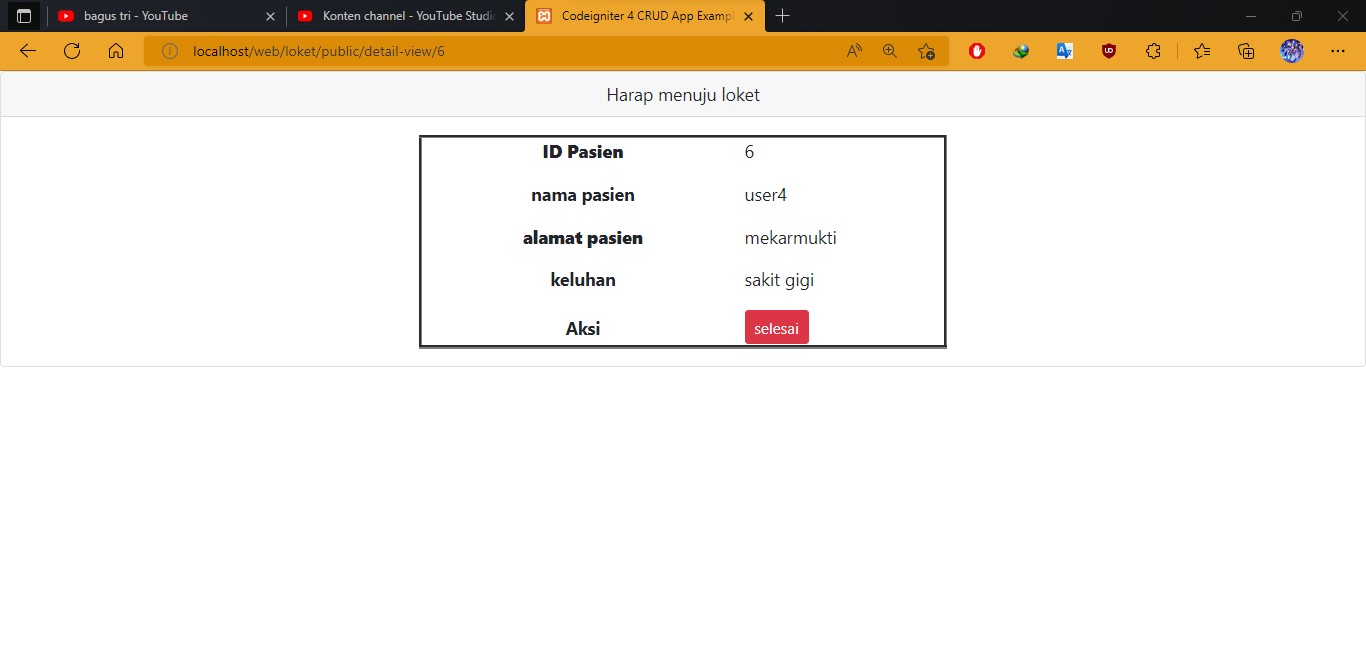 bagus tri - YouTube
Konten channel - YouTube Studi
Codeigniter 4 CRUD App Exampl
localhost/web/loket/public/detail-view/6
Harap menuju loket
ID Pasien 6
nama pasien user4
alamat pasien mekarmukti
keluhan sakit gigi
Aksi selesai